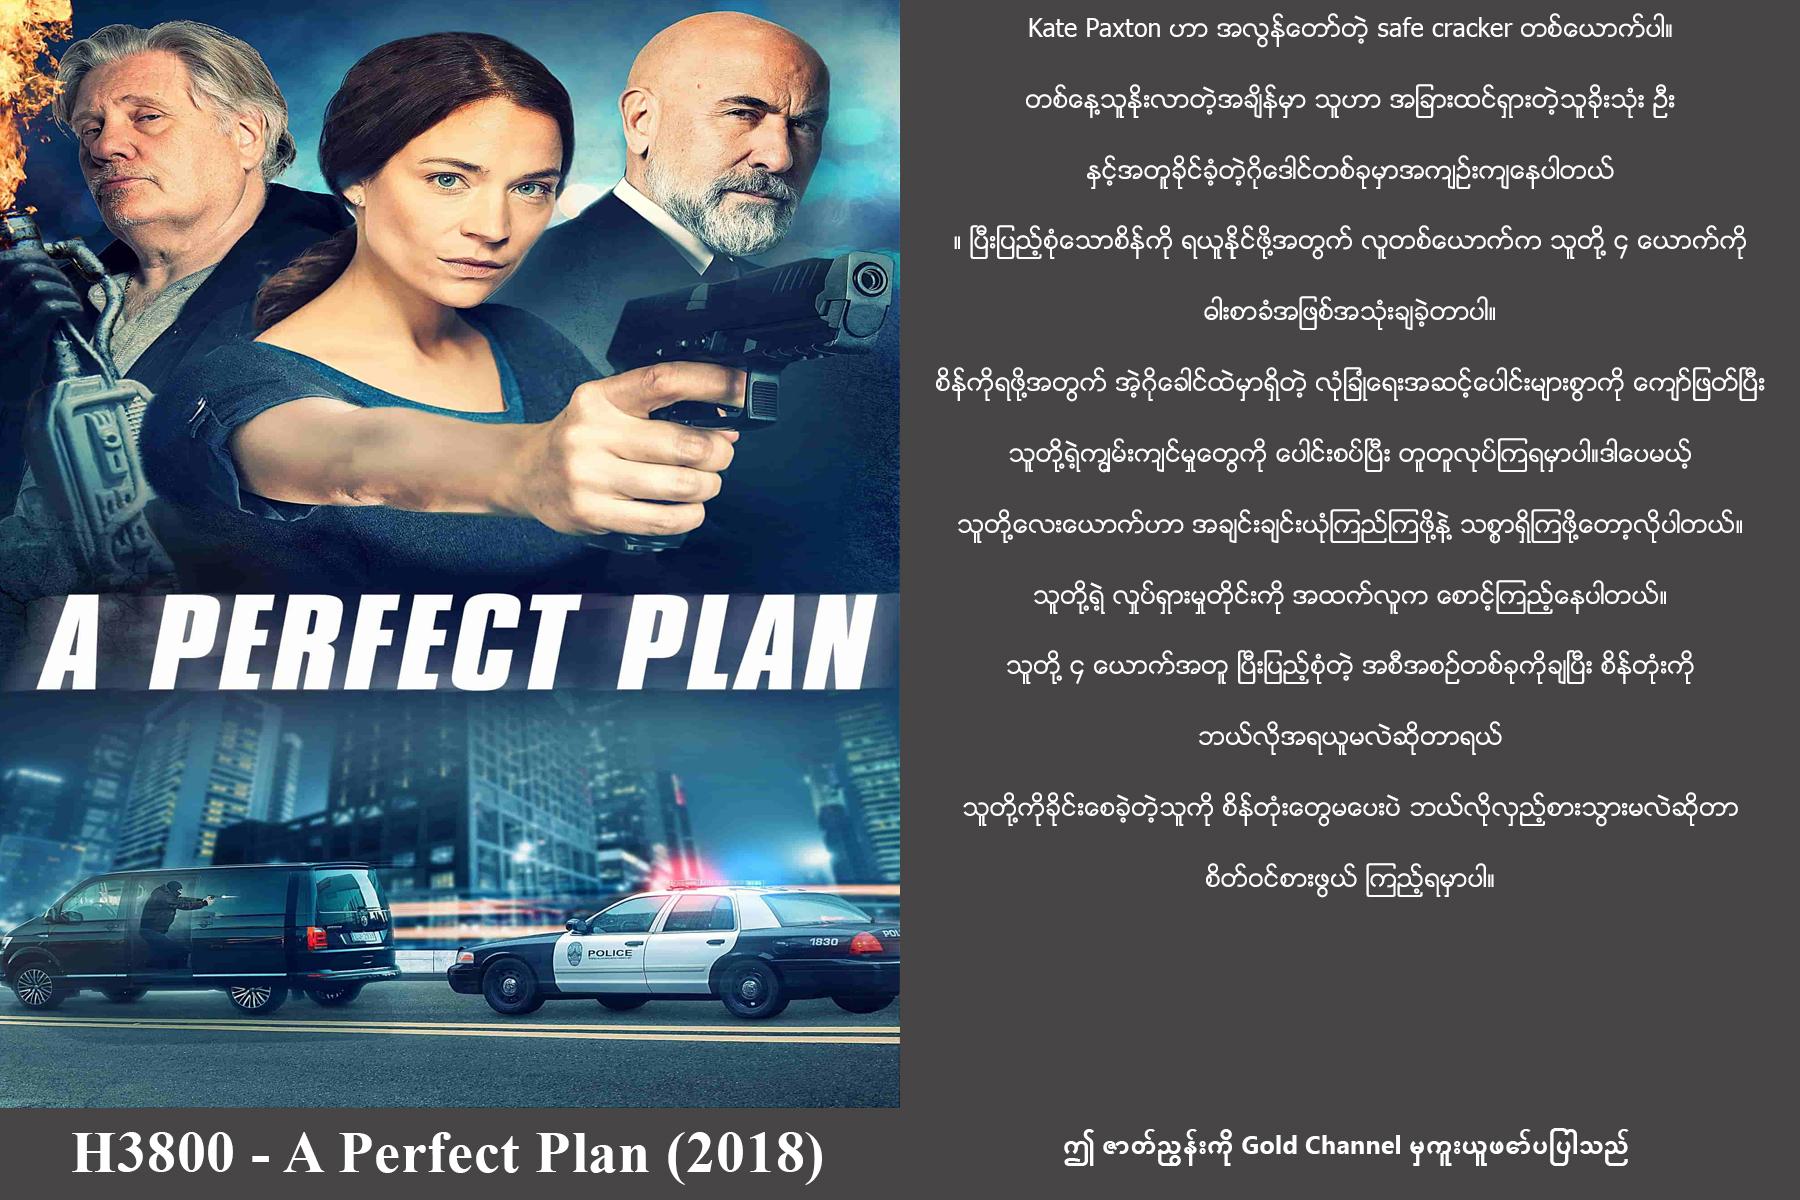 A PERFECT PLAN
POLICE
1830
H3800 - A Perfect Plan (2018)
Kate Paxton ဟာ အလွန်တော်တဲ့ safe cracker တစ်ယောက်ပါ။
တစ်နေ့သူနိုးလာတဲ့အချိန်မှာ သူဟာ အခြားထင်ရှားတဲ့သူခိုးသုံး ဦး
နှင့်အတူခိုင်ခံ့တဲ့ဂိုဒေါင်တစ်ခုမှာအကျဉ်းကျနေပါတယ်
။ ပြီးပြည့်စုံသောစိန်ကို ရယူနိုင်ဖို့အတွက် လူတစ်ယောက်က သူတို့ ၄ ယောက်ကို
ဓါးစာခံအဖြစ်အသုံးချခဲ့တာပါ။
စိန်ကိုရဖို့အတွက် အဲ့ဂိုခေါင်ထဲမှာရှိတဲ့ လုံခြုံရေးအဆင့်ပေါင်းများစွာကို ကျော်ဖြတ်ပြီး
သူတို့ရဲ့ကျွမ်းကျင်မှုတွေကို ပေါင်းစပ်ပြီး တူတူလုပ်ကြရမှာပါ။ဒါပေမယ့်
သူတို့လေးယောက်ဟာ အချင်းချင်းယုံကြည်ကြဖို့နဲ့ သစ္စာရှိကြဖို့တော့လိုပါတယ်။
သူတို့ရဲ့ လှုပ်ရှားမှုတိုင်းကို အထက်လူက စောင့်ကြည့်နေပါတယ်။
သူတို့ ၄ ယောက်အတူ ပြီးပြည့်စုံတဲ့ အစီအစဉ်တစ်ခုကိုချပြီး စိန်တုံးကို
ဘယ်လိုအရယူမလဲဆိုတာရယ်
သူတို့ကိုခိုင်းစေခဲ့တဲ့သူကို စိန်တုံးတွေမပေးပဲ ဘယ်လိုလှည့်စားသွားမလဲဆိုတာ
စိတ်ဝင်စားဖွယ် ကြည့်ရမှာပါ။
ဤ ဇာတ်ညွှန်းကို Gold Channel မှကူးယူဖော်ပပြပါသည်